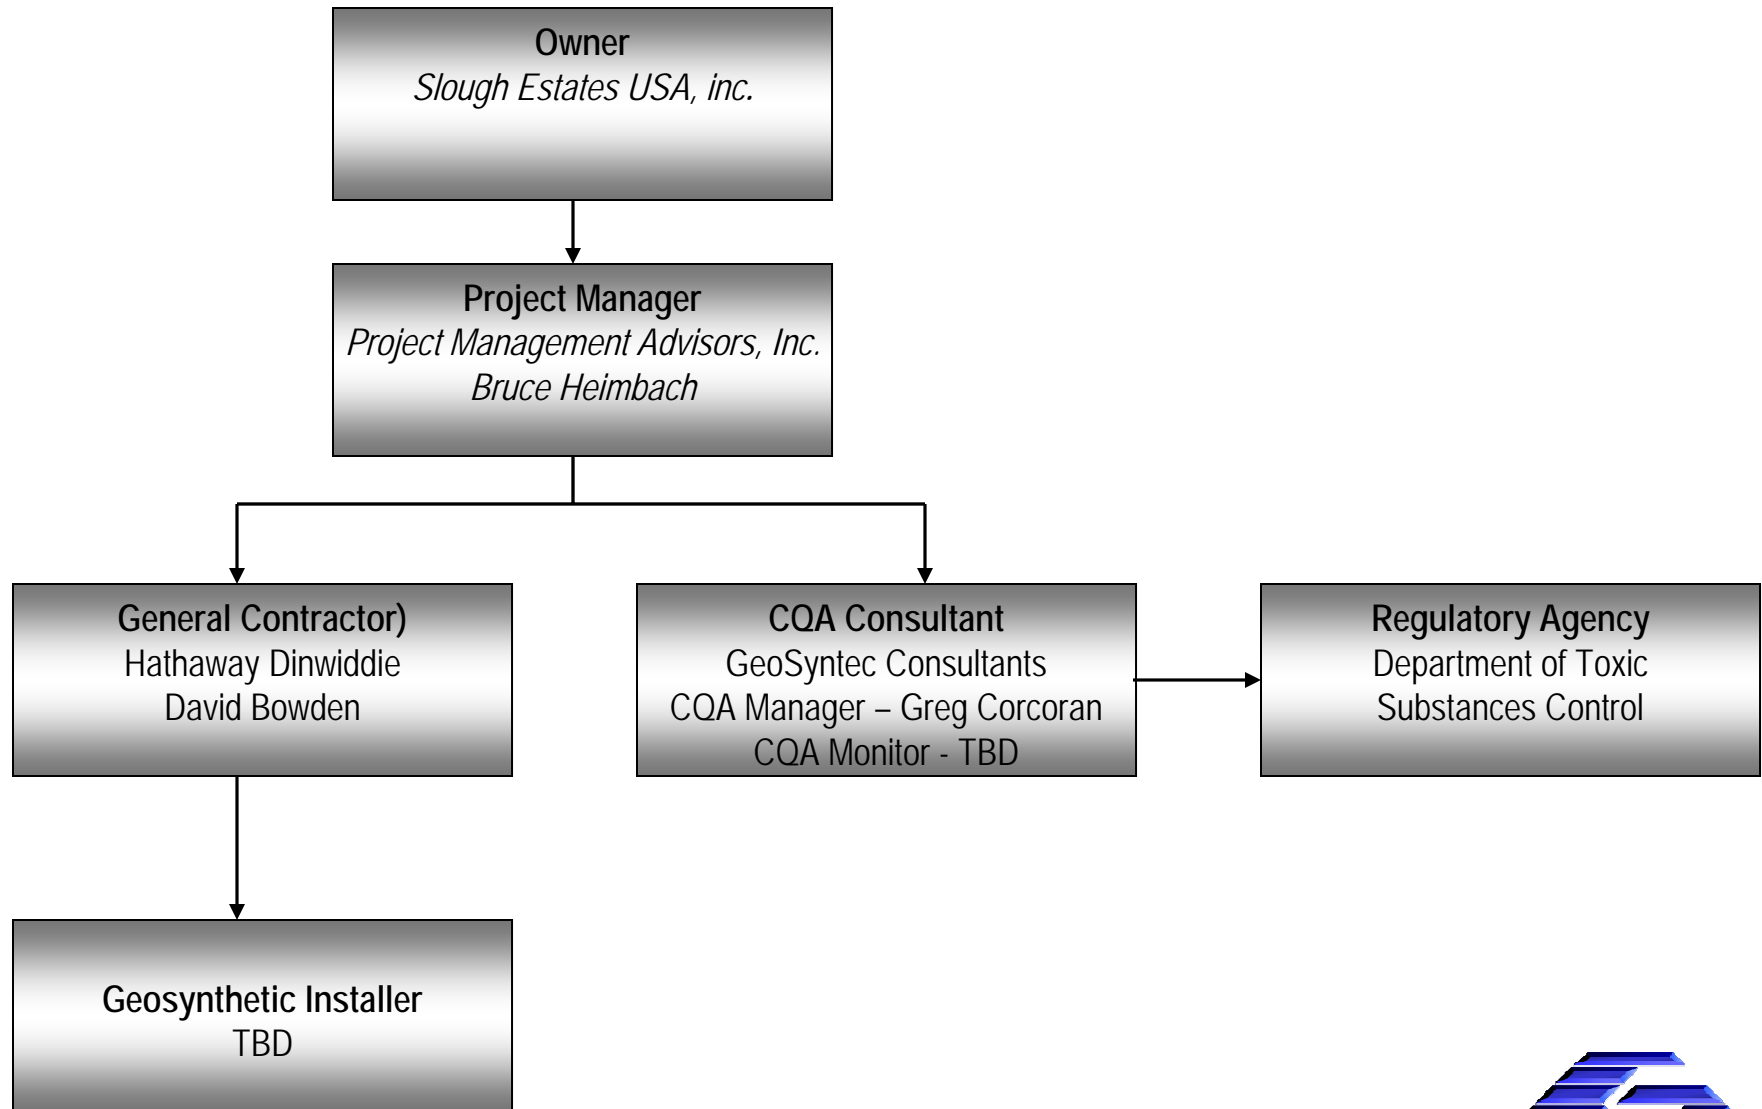 Owner
Slough Estates USA, inc.
Project Manager
Project Management Advisors, Inc.
Bruce Heimbach
General Contractor)
Hathaway Dinwiddie
David Bowden
CQA Consultant
GeoSyntec Consultants
CQA Manager – Greg Corcoran
CQA Monitor - TBD
Regulatory Agency
Department of Toxic
Substances Control
Geosynthetic Installer
TBD